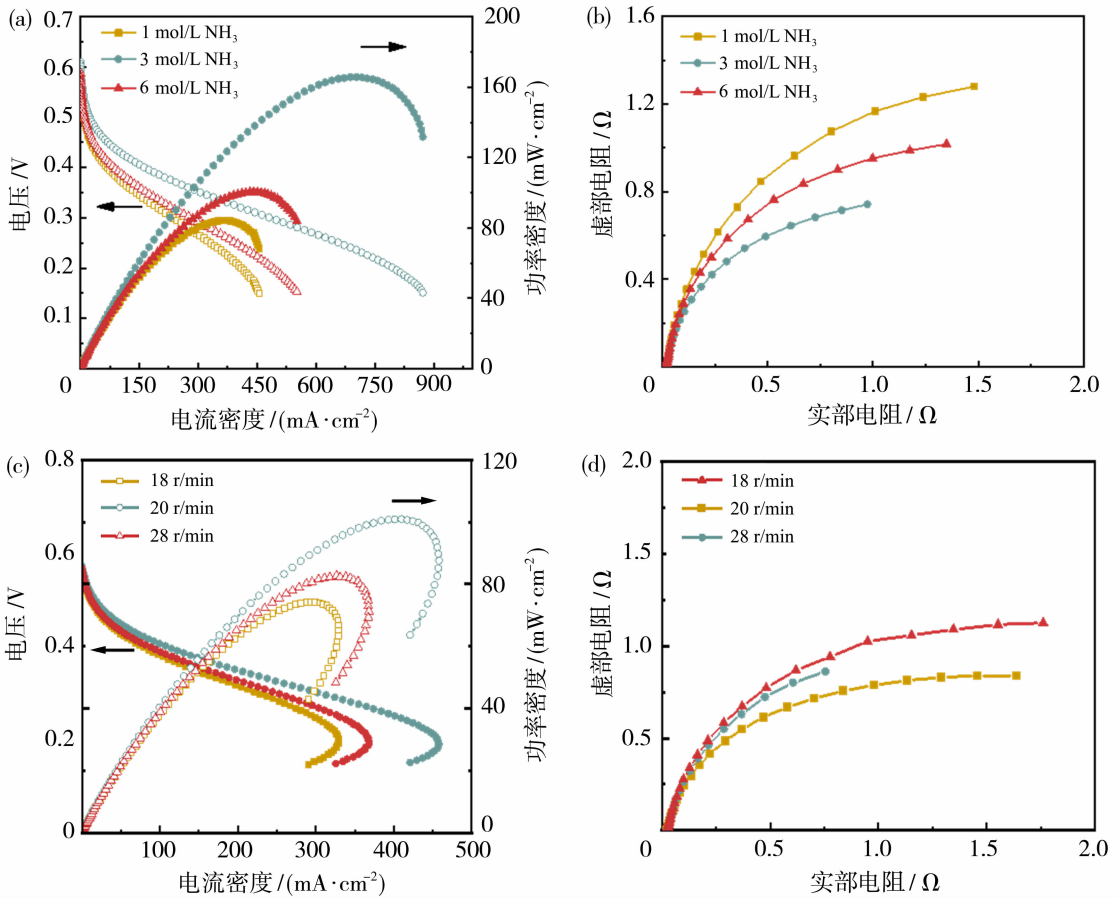 (a)
0.7
0.6
0.5
0.4
0.3
0.2
0.1
0
150
300
450
600
750
900
200
160
120
80
40
0
1 mol/L NH3
3 mol/L NH3
6 mol/L NH3
电压/V
功率密度/(mW·cm−2)
电流密度/(mA·cm−2)
(b)
1.6
1.2
0.8
0.4
0
0.5
1.0
1.5
2.0
1 mol/L NH3
3 mol/L NH3
6 mol/L NH3
虚部电阻/Ω
实部电阻/Ω
(c)
0.8
0.6
0.4
0.2
0
100
200
300
400
500
120
80
40
0
18 r/min
20 r/min
28 r/min
电压/V
功率密度/(mW·cm−2)
电流密度/(mA·cm−2)
(d)
2.0
1.5
1.0
0.5
0
0.5
1.0
1.5
2.0
18 r/min
20 r/min
28 r/min
虚部电阻/Ω
实部电阻/Ω